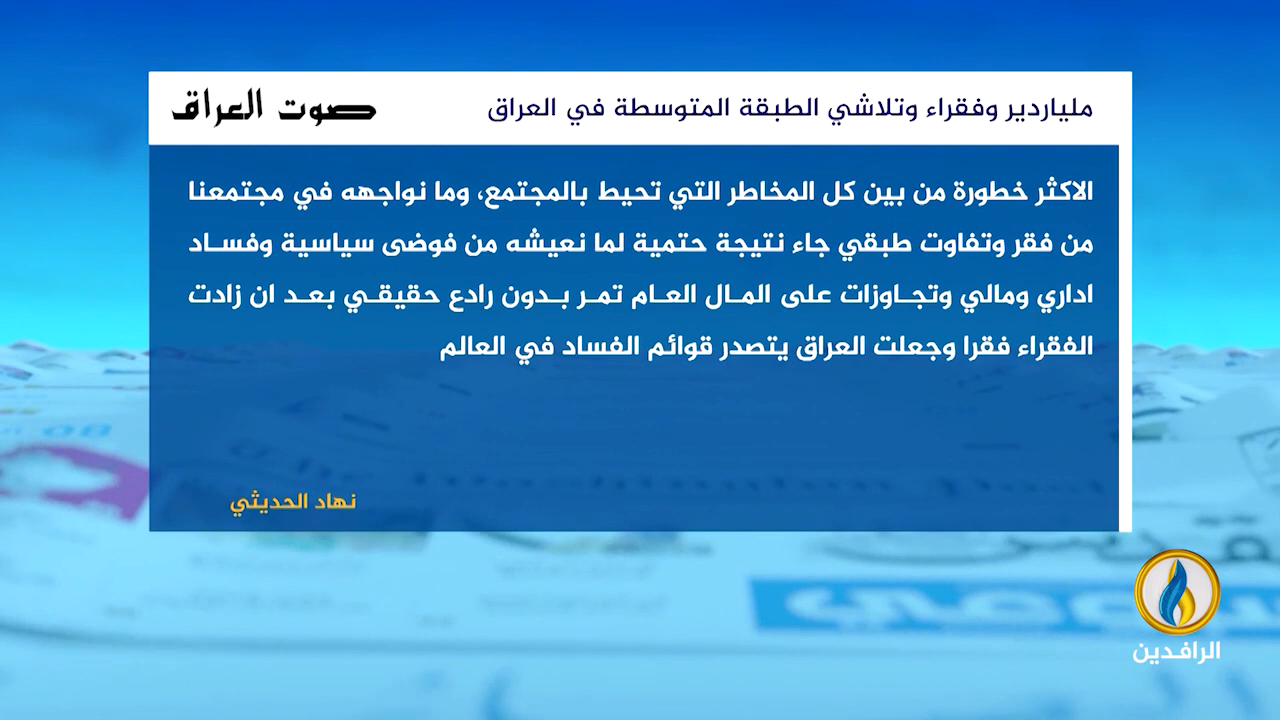 ملياردير وفقراء وتلاشي الطبقة المتوسطة في العراق
صوت العراق
الاكثر خطورة من بين كل المخاطر التي تحيط بالمجتمع، وما نواجهه في مجتمعنا
من فقر وتفاوت طبقي جاء نتيجة حتمية لما نعيشه من فوضى سياسية وفساد
اداري ومالي وتجاوزات على المال العام تمر بدون رادع حقيقي بعد ان زادت
الفقراء فقرا وجعلت العراق يتصدر قوائم الفساد في العالم
نهاد الحديثي
الرافدين